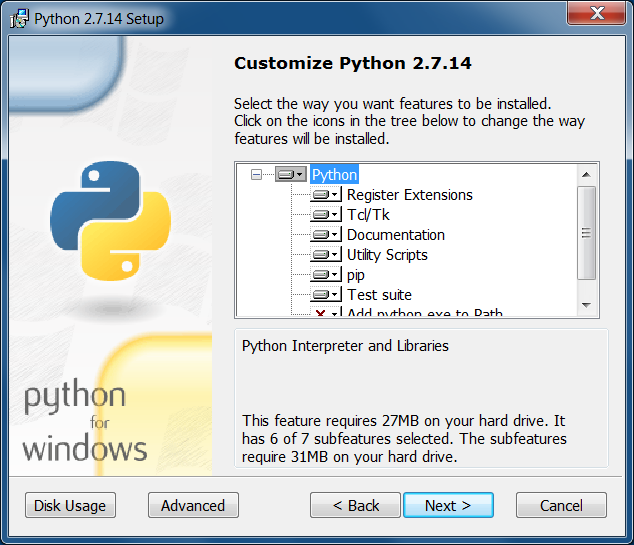 Python 2.7.14 Setup
Customize Python 2.7.14
Select the way you want features to be installed.
Click on the icons in the tree below to change the way
features will be installed.
Python
Register Extensions
Tcl/Tk
Documentation
Utility Scripts
pip
Test suite
Add python.exe to Path
Python Interpreter and Libraries
This feature requires 27MB on your hard drive. It
has 6 of 7 subfeatures selected. The subfeatures
require 31MB on your hard drive.
python
for
windows
Disk Usage
Advanced
< Back
Next >
Cancel